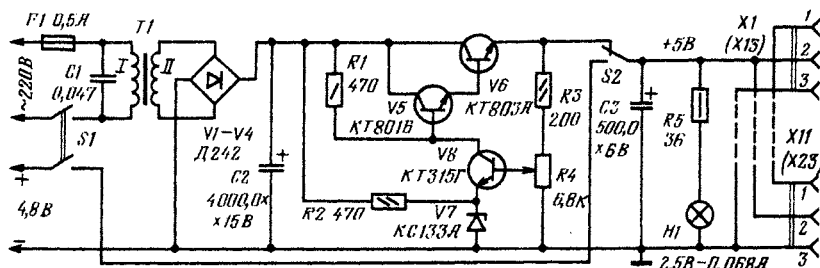 F1 0,5А
T1
I
II
C1
0,047
~220В
S1
+
4,8В
−
V1-V4
Д242
C2
4000,0×
×15В
+
R1
470
V5
КТ801Б
V6
КТ803А
R3
200
V8
КТ315Г
R4
6,8к
R2 470
V7
КС133А
S2
+5В
+
C3
500,0
×6В
R5
36
H1
2,5В-0,068А
X1
(X13)
1
2
3
X11
(X23)
1
2
3